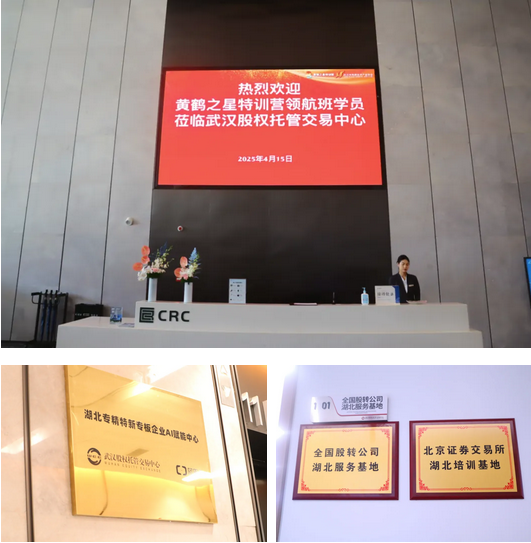 热烈欢迎
黄鹤之星特训营领航班学员
莅临武汉股权托管交易中心
2025年4月15日
CRC
湖北专精特新专板企业AI赋能中心
武汉股权托管交易中心
101
全国股转公司
湖北服务基地
全国股转公司
湖北服务基地
北京证券交易所
湖北培训基地